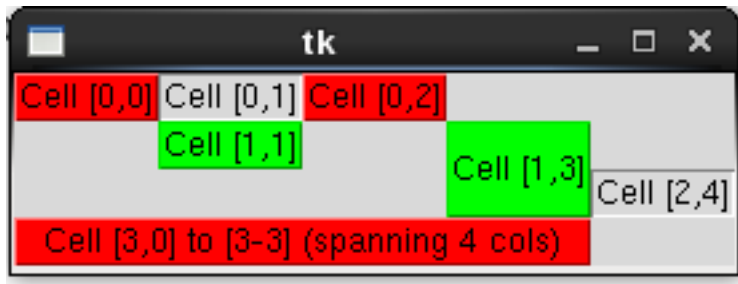 tk
Cell [0,0] Cell [0,1] Cell [0,2]
Cell [1,1]
Cell [1,3]
Cell [2,4]
Cell [3,0] to [3-3] (spanning 4 cols)